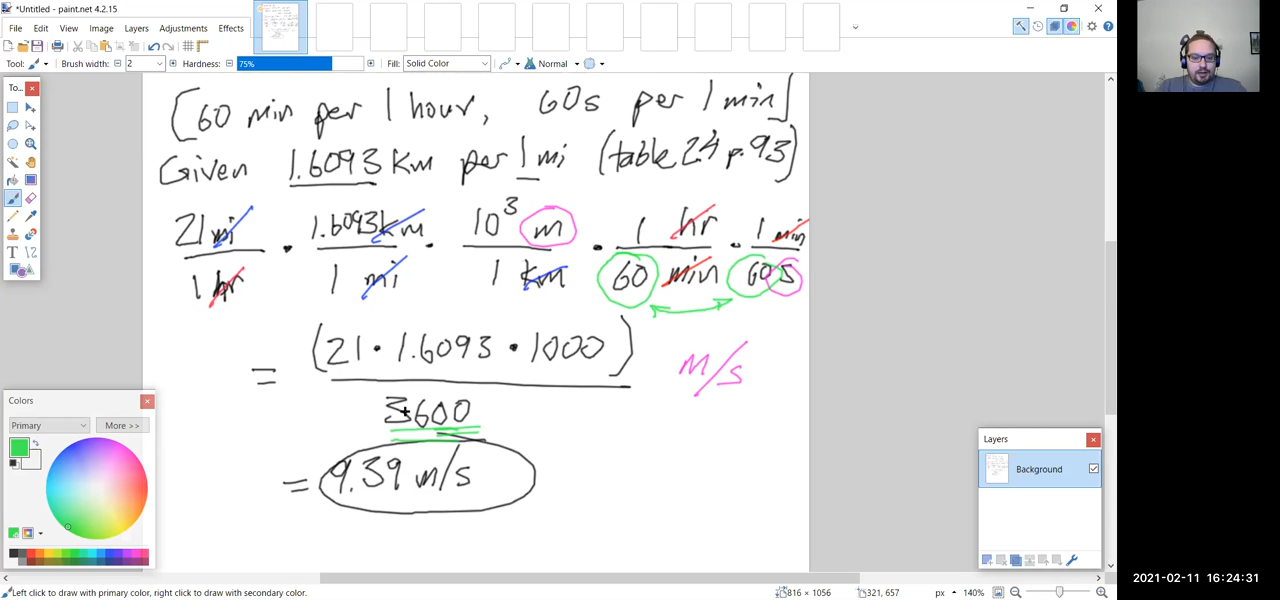 *Untitled - paint.net 4.2.15
File Edit View Image Layers Adjustments Effects
Tool: Brush width: 2 Hardness: 75% Fill: Solid Color Normal
To...
[60 min per 1 hour, 60s per 1 min]
Given 1.6093 km per 1 mi (table 2.4 p.93)
21 mi 1.6093 km 10³ m 1 hr 1 min
1 hr 1 mi 1 km 60 min 60 s
(21 • 1.6093 • 1000)
= m/s
3600
= 9.39 m/s
Colors
Primary More >>
Layers
Background
Left click to draw with primary color, right click to draw with secondary color. 816 x 1056 321, 657 px 140%
2021-02-11 16:24:31